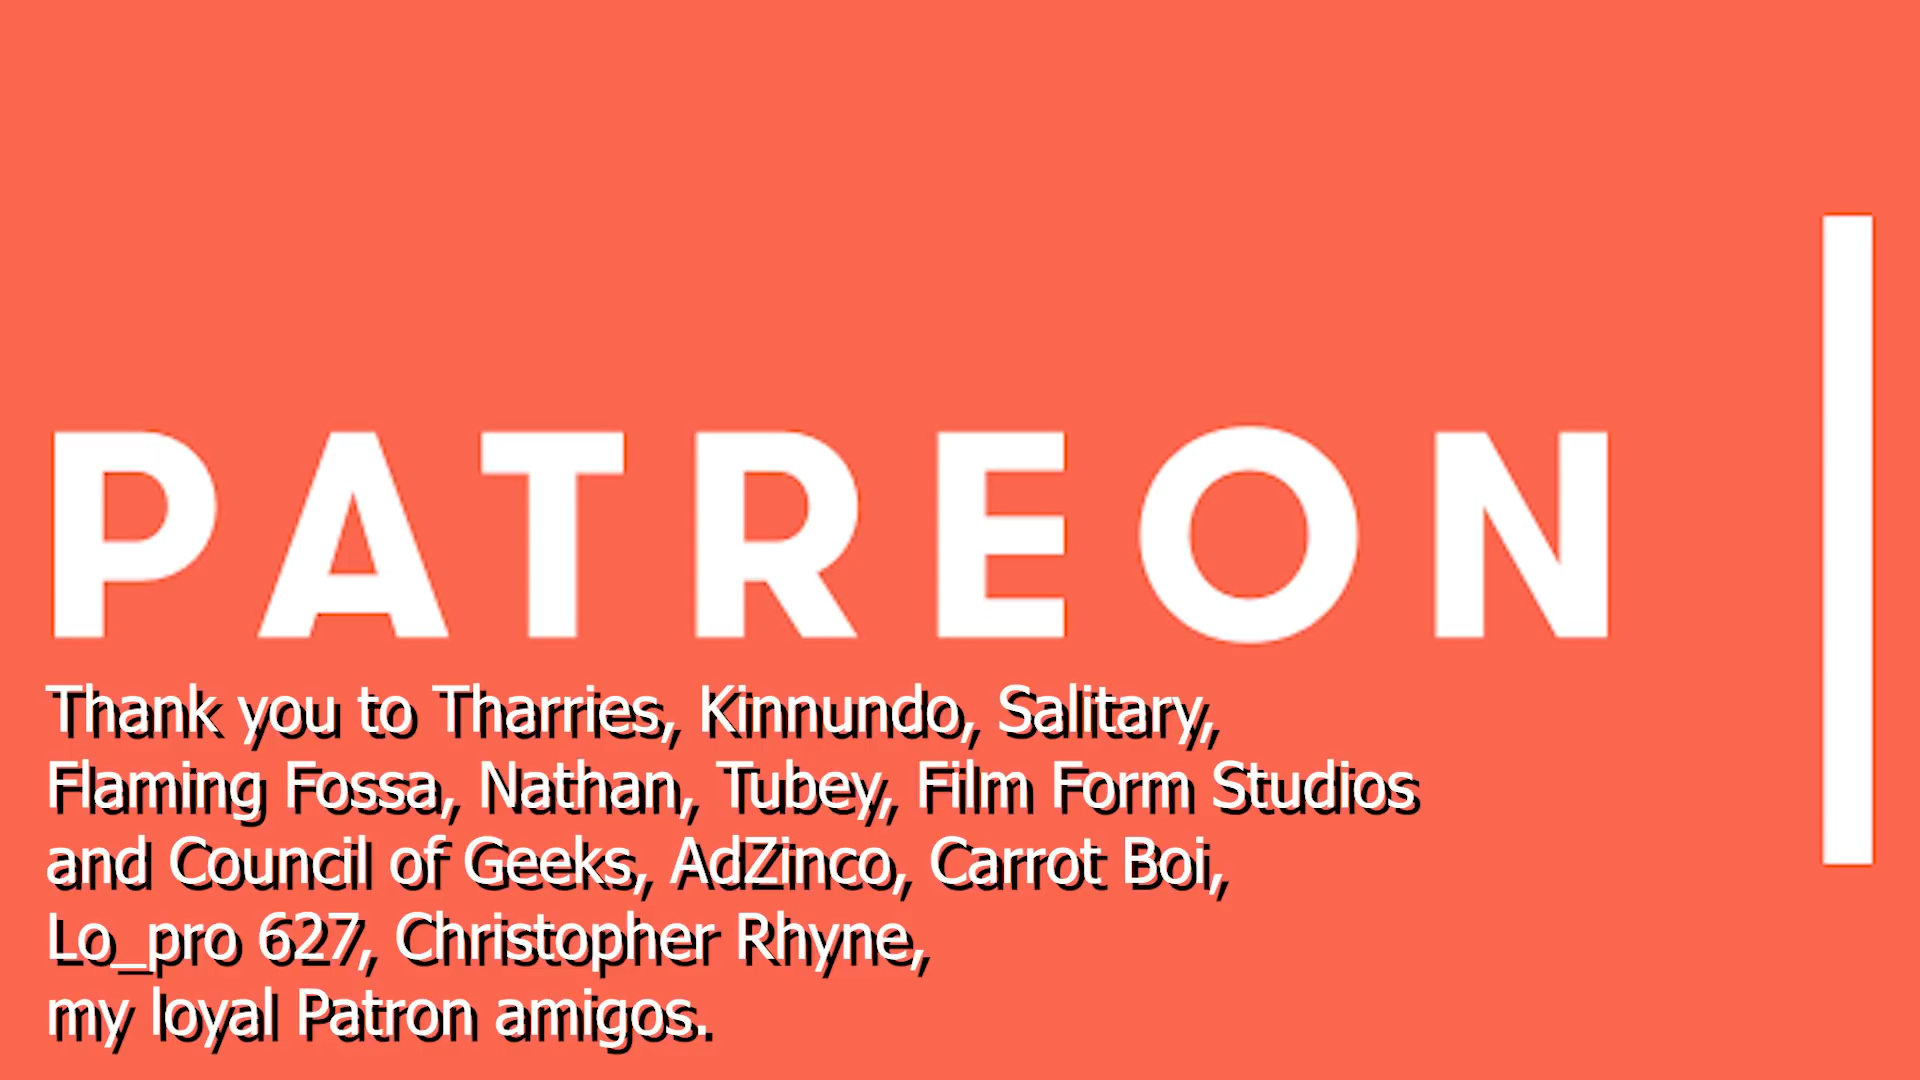 PATREON
Thank you to Tharries, Kinnundo, Salitary,
Flaming Fossa, Nathan, Tubey, Film Form Studios
and Council of Geeks, AdZinco, Carrot Boi,
Lo_pro 627, Christopher Rhyne,
my loyal Patron amigos.